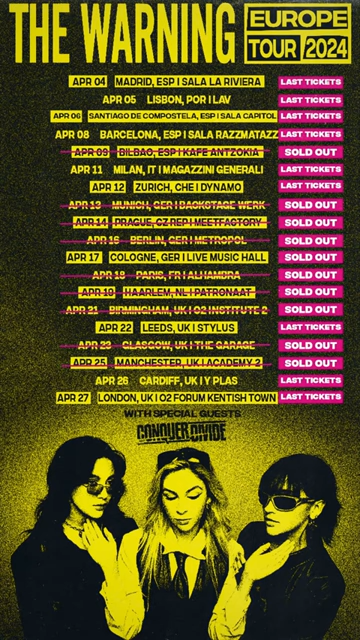 THE WARNING
EUROPE
TOUR 2024
APR 04 MADRID, ESP | SALA LA RIVIERA LAST TICKETS
APR 05 LISBON, POR | LAV LAST TICKETS
APR 06 SANTIAGO DE COMPOSTELA, ESP | SALA CAPITOL LAST TICKETS
APR 08 BARCELONA, ESP | SALA RAZZMATAZZ LAST TICKETS
APR 09 BILBAO, ESP | KAFE ANTZOKIA SOLD OUT
APR 11 MILAN, IT | MAGAZZINI GENERALI LAST TICKETS
APR 12 ZURICH, CHE | DYNAMO LAST TICKETS
APR 13 MUNICH, GER | BACKSTAGE WERK SOLD OUT
APR 14 PRAGUE, CZ REP | MEETFACTORY SOLD OUT
APR 16 BERLIN, GER | METROPOL SOLD OUT
APR 17 COLOGNE, GER | LIVE MUSIC HALL SOLD OUT
APR 18 PARIS, FR | ALHAMBRA SOLD OUT
APR 19 HAARLEM, NL | PATRONAAT SOLD OUT
APR 21 BIRMINGHAM, UK | O2 INSTITUTE 2 SOLD OUT
APR 22 LEEDS, UK | STYLUS LAST TICKETS
APR 23 GLASGOW, UK | THE GARAGE SOLD OUT
APR 25 MANCHESTER, UK | ACADEMY 2 SOLD OUT
APR 26 CARDIFF, UK | Y PLAS LAST TICKETS
APR 27 LONDON, UK | O2 FORUM KENTISH TOWN LAST TICKETS
WITH SPECIAL GUESTS
CONQUER DIVIDE